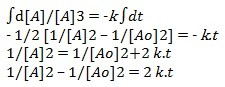 ∫d[A]/[A]3 = -k∫dt
- 1/2 [1/[A]2 - 1/[Ao]2] = - k.t
1/[A]2 = 1/[Ao]2+2 k.t
1/[A]2 - 1/[Ao]2 = 2 k.t